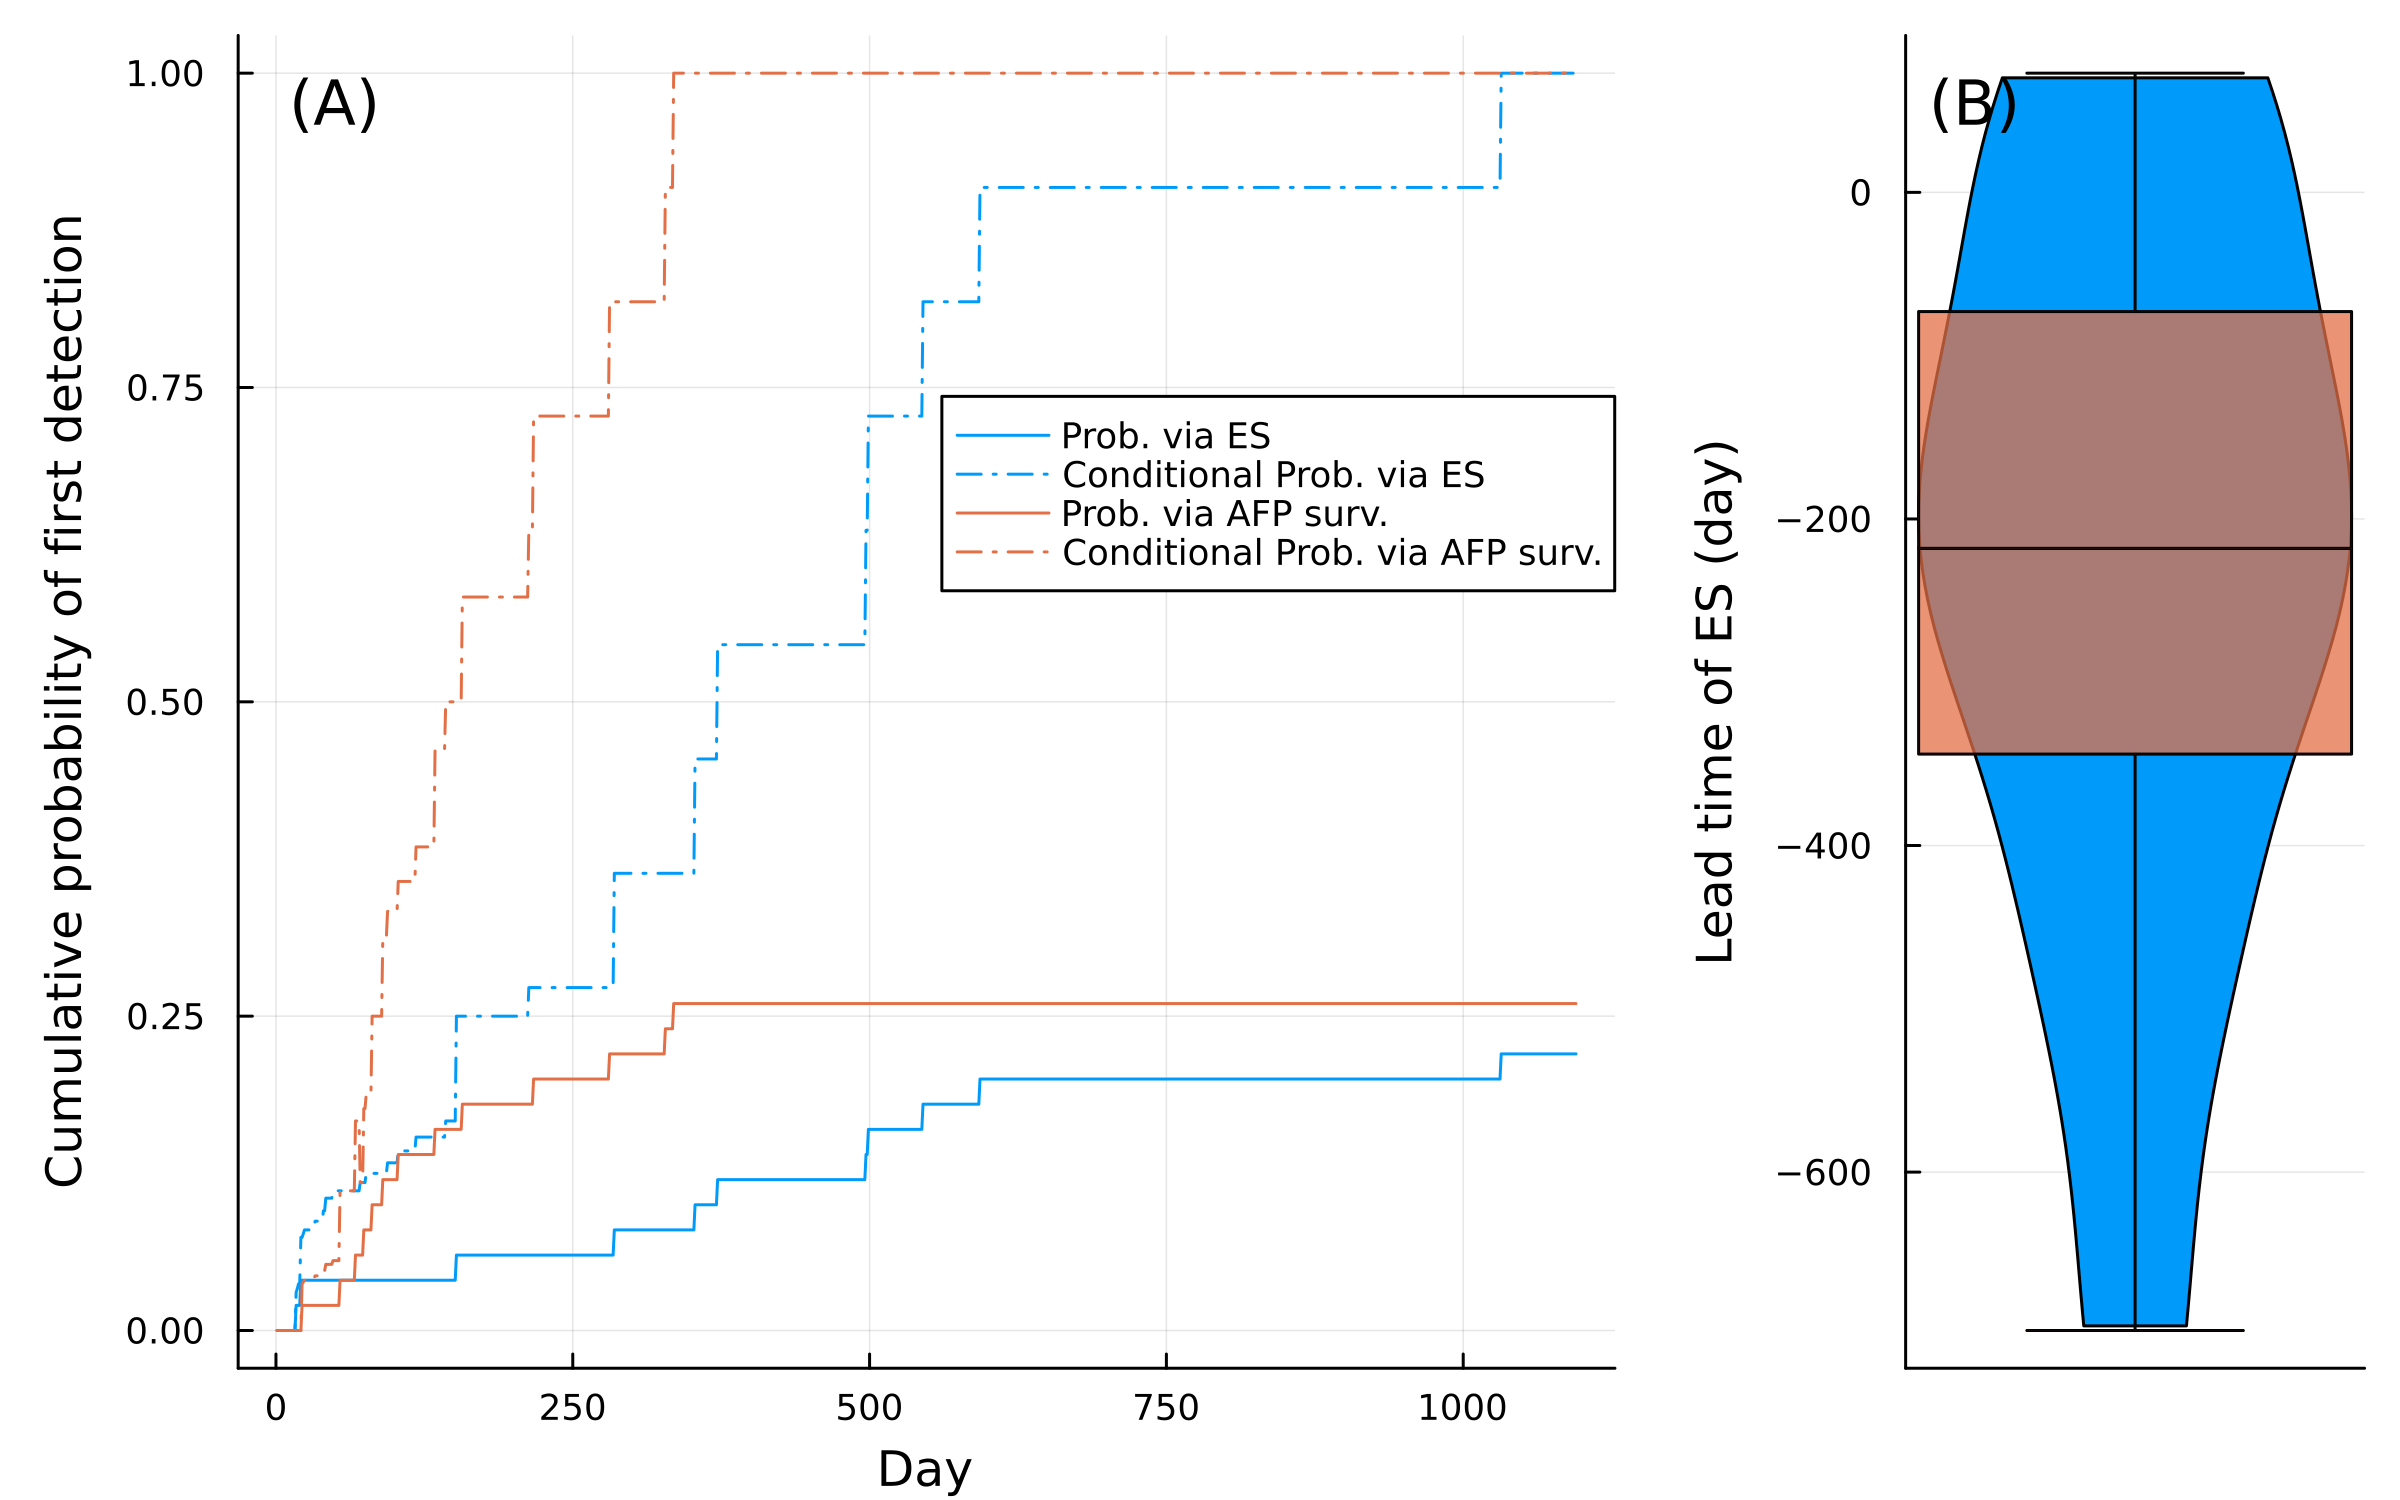 (A)
Cumulative probability of first detection
1.00
0.75
0.50
0.25
0.00
Prob. via ES
Conditional Prob. via ES
Prob. via AFP surv.
Conditional Prob. via AFP surv.
0 250 500 750 1000
Day
(B)
Lead time of ES (day)
0
−200
−400
−600